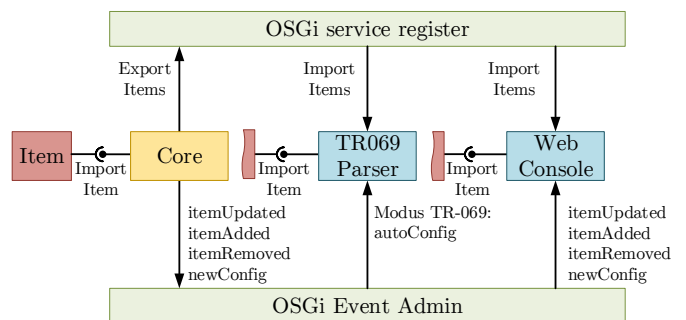 OSGi service register
Export
Items
Import
Items
Import
Items
Item
Import
Item
Core
Import
Item
TR069
Parser
Import
Item
Web
Console
itemUpdated
itemAdded
itemRemoved
newConfig
Modus TR-069:
autoConfig
itemUpdated
itemAdded
itemRemoved
newConfig
OSGi Event Admin